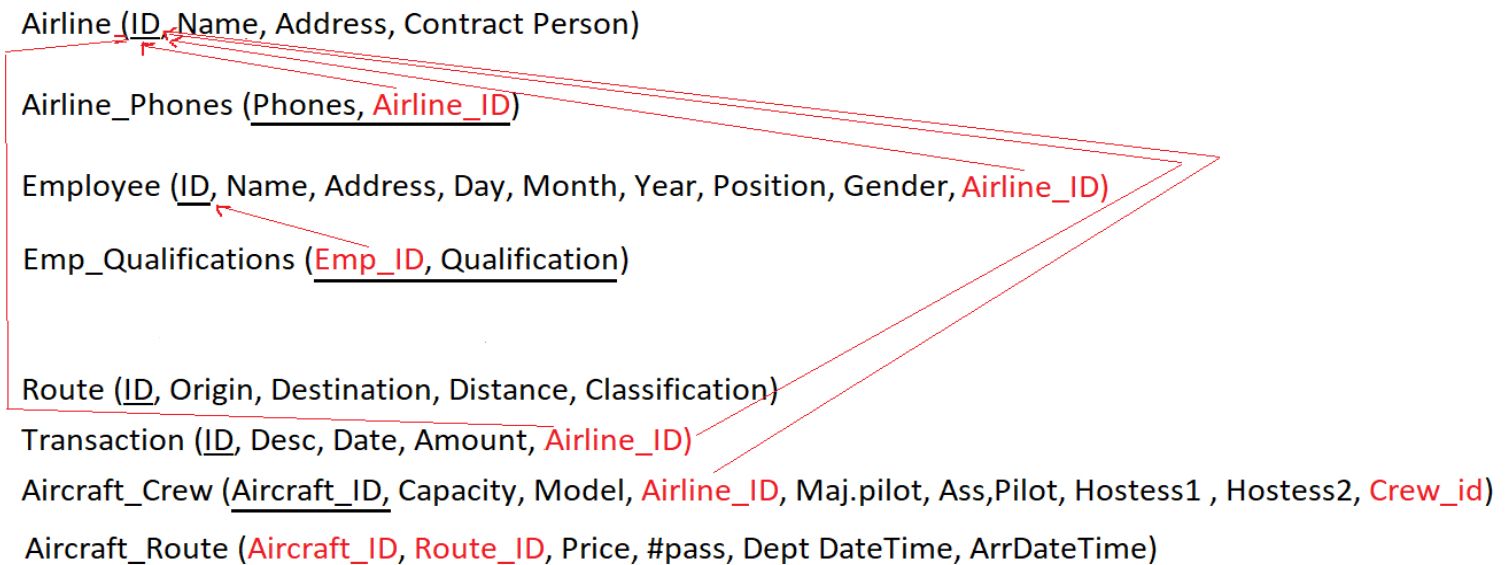 Airline (ID, Name, Address, Contract Person)
Airline_Phones (Phones, Airline_ID)
Employee (ID, Name, Address, Day, Month, Year, Position, Gender, Airline_ID)
Emp_Qualifications (Emp_ID, Qualification)
Route (ID, Origin, Destination, Distance, Classification)
Transaction (ID, Desc, Date, Amount, Airline_ID)
Aircraft_Crew (Aircraft_ID, Capacity, Model, Airline_ID, Maj.pilot, Ass,Pilot, Hostess1 , Hostess2, Crew_id)
Aircraft_Route (Aircraft_ID, Route_ID, Price, #pass, Dept DateTime, ArrDateTime)